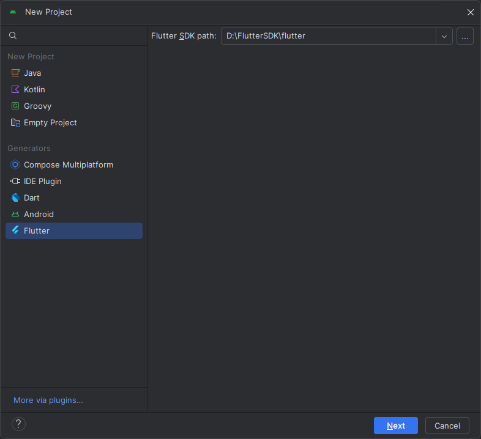 New Project
Flutter SDK path: D:\FlutterSDK\flutter ...
New Project
Java
Kotlin
Groovy
Empty Project
Generators
Compose Multiplatform
IDE Plugin
Dart
Android
Flutter
More via plugins...
? Next Cancel